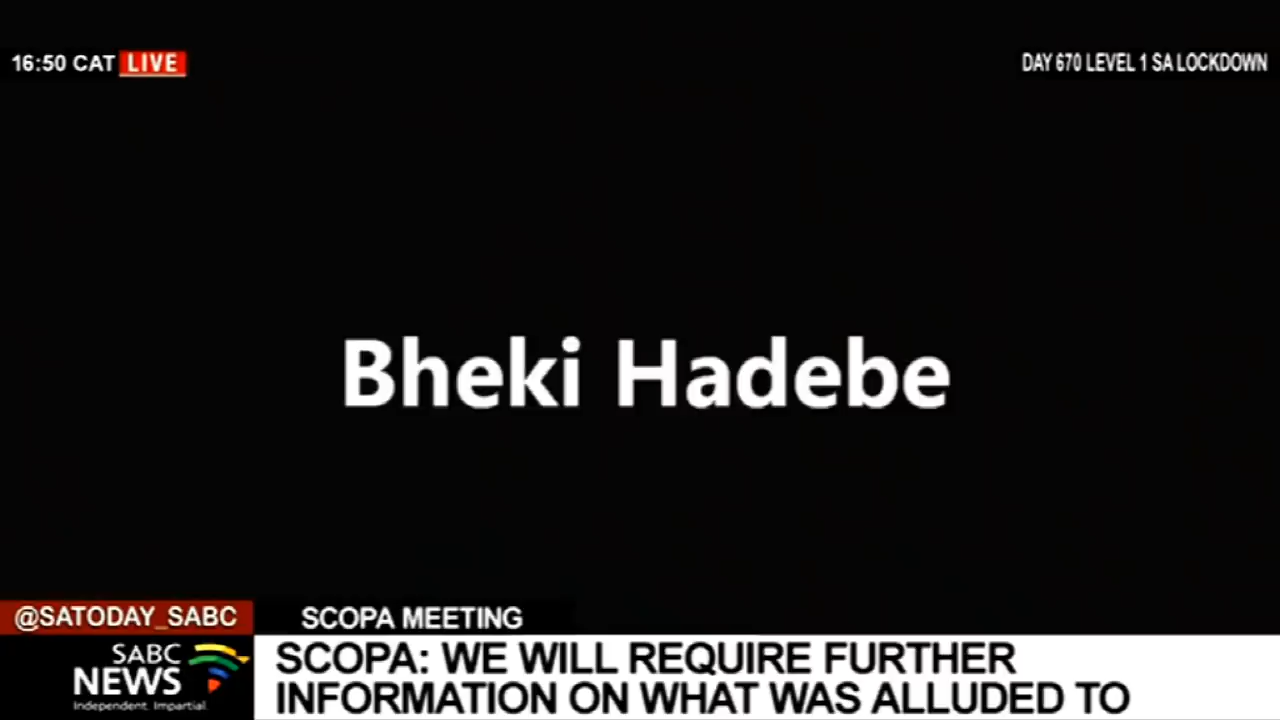 16:50 CAT LIVE
DAY 670 LEVEL 1 SA LOCKDOWN
Bheki Hadebe
@SATODAY_SABC
SCOPA MEETING
SABC NEWS
Independent. Impartial.
SCOPA: WE WILL REQUIRE FURTHER
INFORMATION ON WHAT WAS ALLUDED TO